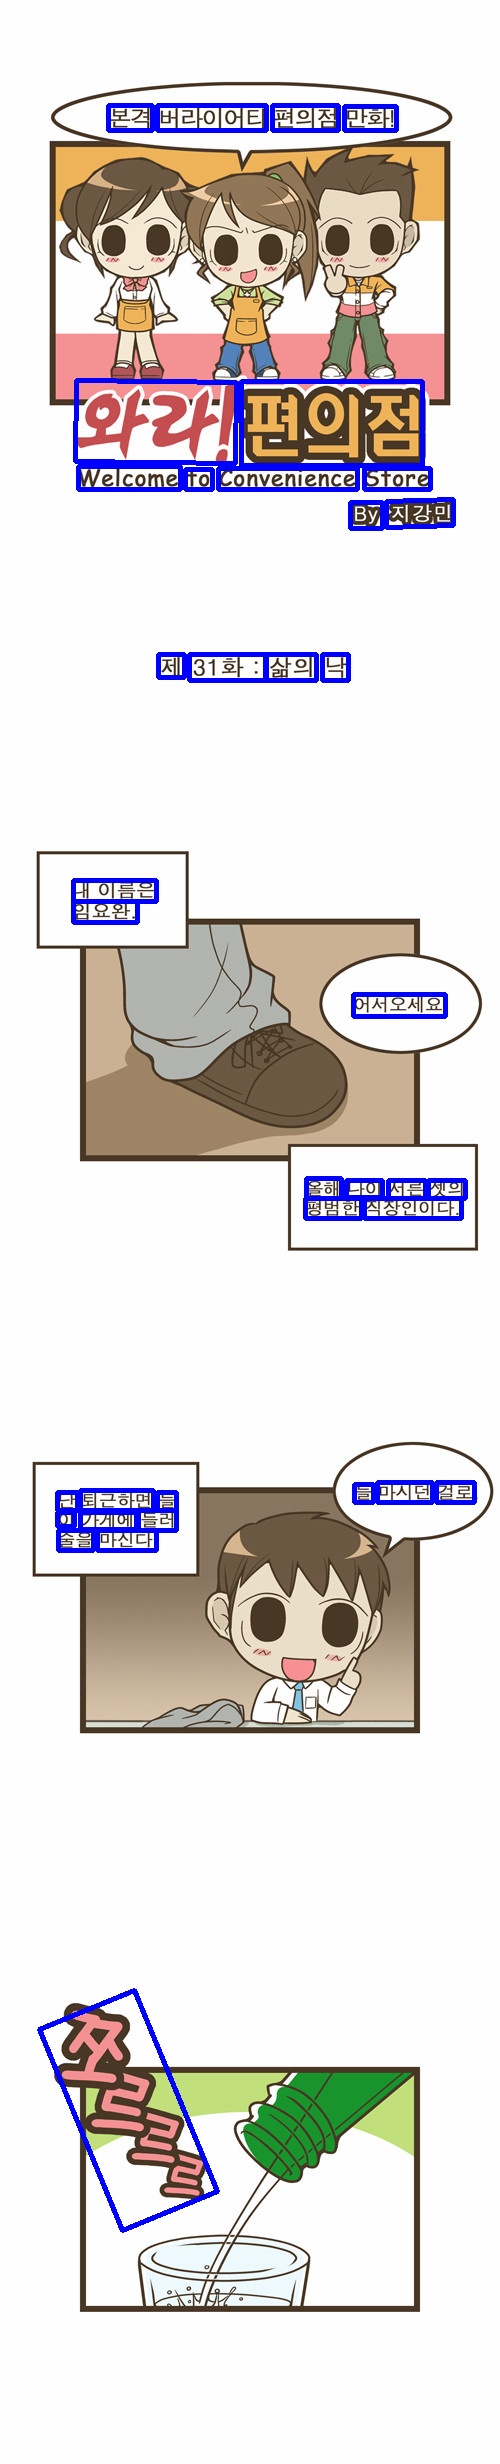 본격 버라이어티 편의점 만화!
와라! 편의점
Welcome to Convenience Store
By 지강민
제 31화 : 삶의 낙
내 이름은
임요완.
어서오세요
올해 나이 서른 셋의
평범한 직장인이다.
난 퇴근하면 늘
이 가게에 들러
술을 마신다
늘 마시던 걸로
쪼르르르